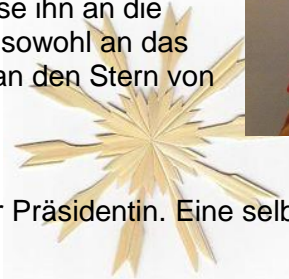 se ihn an die
sowohl an das
an den Stern von
r Präsidentin. Eine selb